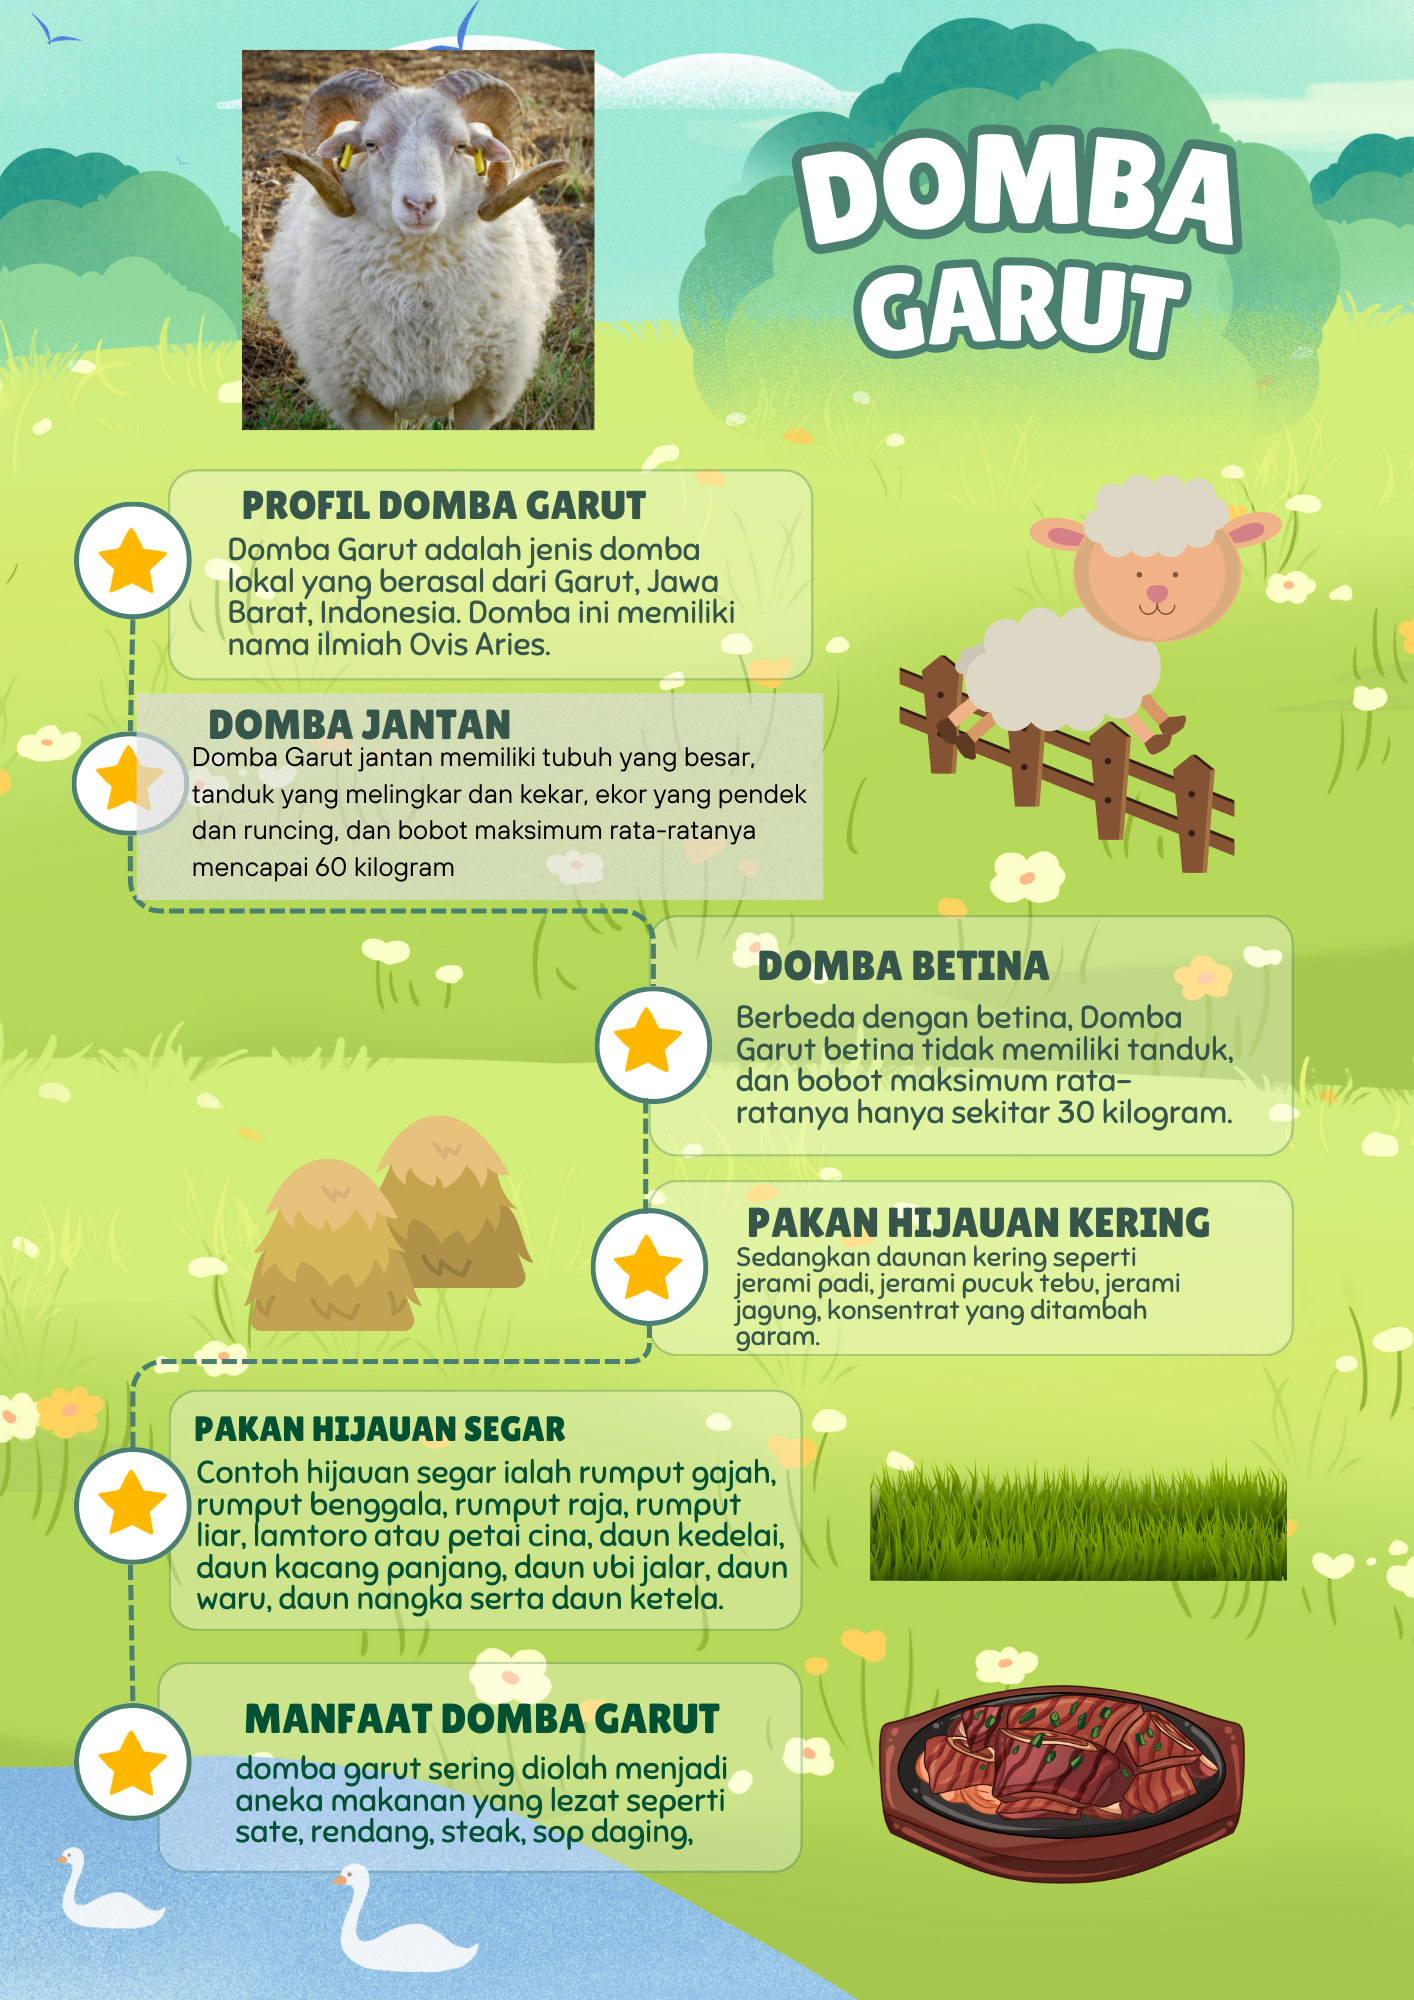 DOMBA
GARUT
PROFIL DOMBA GARUT
Domba Garut adalah jenis domba
lokal yang berasal dari Garut, Jawa
Barat, Indonesia. Domba ini memiliki
nama ilmiah Ovis Aries.
DOMBA JANTAN
Domba Garut jantan memiliki tubuh yang besar,
tanduk yang melingkar dan kekar, ekor yang pendek
dan runcing, dan bobot maksimum rata-ratanya
mencapai 60 kilogram
DOMBA BETINA
Berbeda dengan betina, Domba
Garut betina tidak memiliki tanduk,
dan bobot maksimum rata-
ratanya hanya sekitar 30 kilogram.
PAKAN HIJAUAN KERING
Sedangkan daunan kering seperti
jerami padi, jerami pucuk tebu, jerami
jagung, konsentrat yang ditambah
garam.
PAKAN HIJAUAN SEGAR
Contoh hijauan segar ialah rumput gajah,
rumput benggala, rumput raja, rumput
liar, lamtoro atau petai cina, daun kedelai,
daun kacang panjang, daun ubi jalar, daun
waru, daun nangka serta daun ketela.
MANFAAT DOMBA GARUT
domba garut sering diolah menjadi
aneka makanan yang lezat seperti
sate, rendang, steak, sop daging,